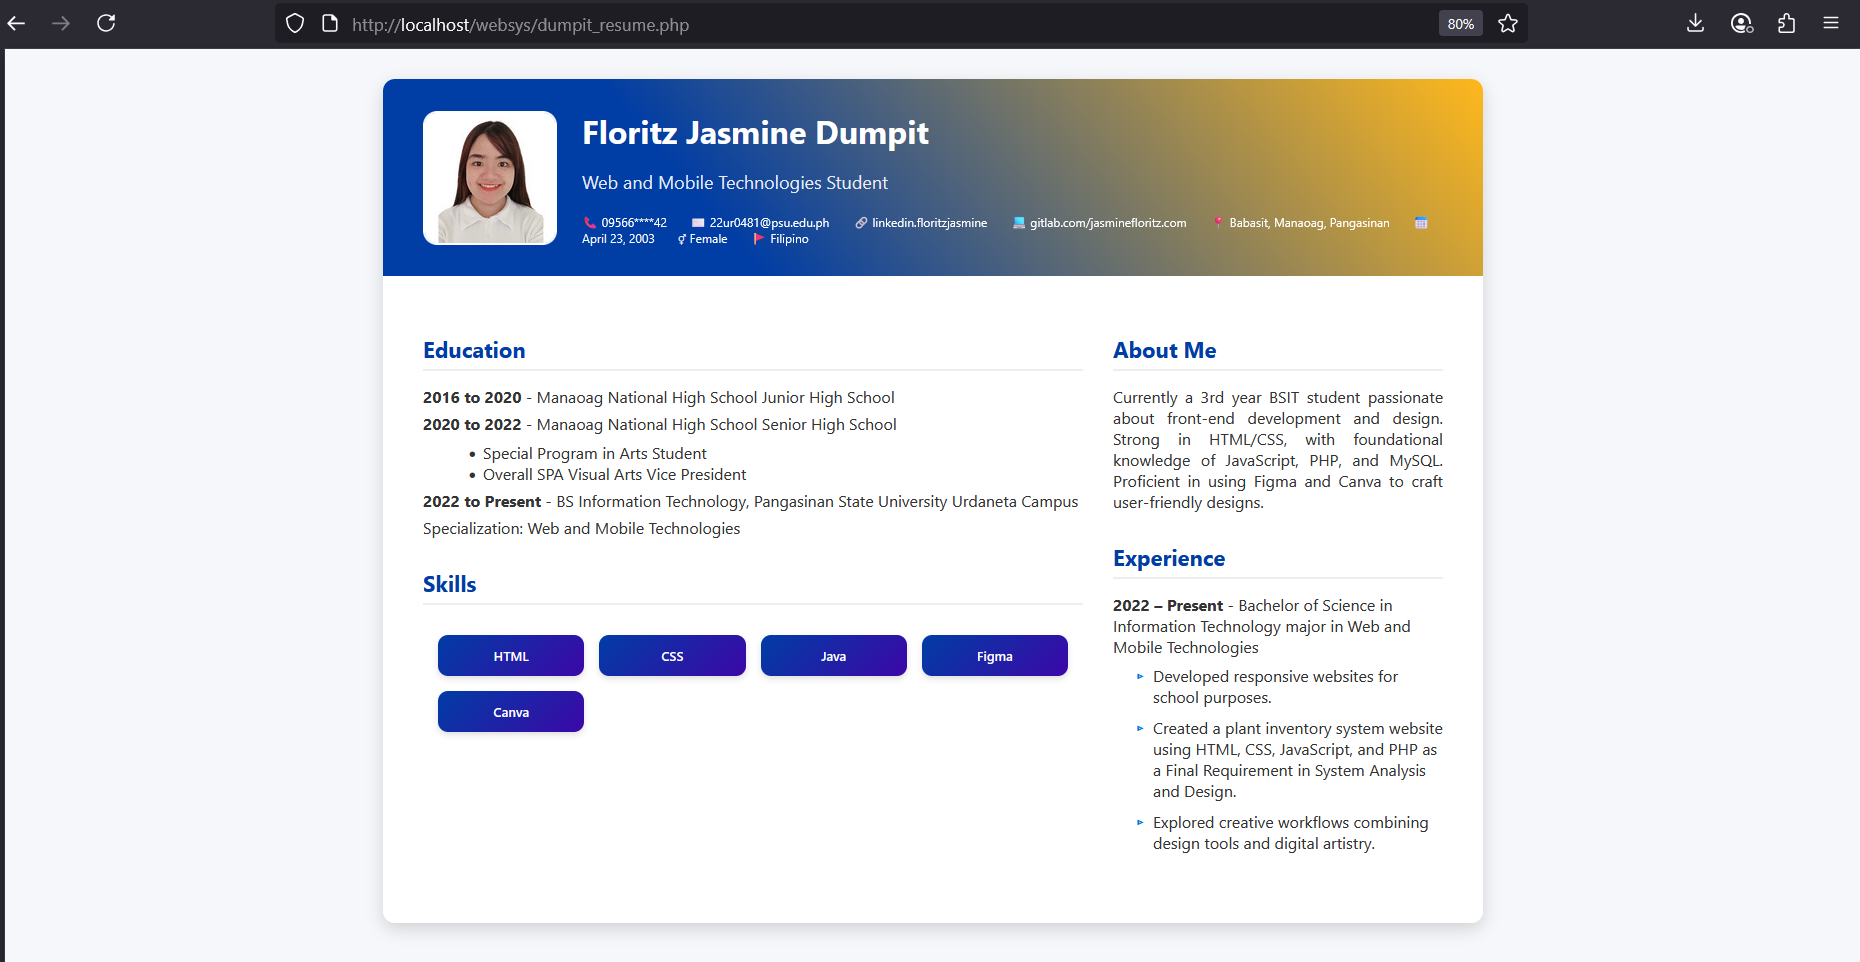 http://localhost/websys/dumpit_resume.php
80%
Floritz Jasmine Dumpit
Web and Mobile Technologies Student
09566****42 22ur0481@psu.edu.ph linkedin.floritzjasmine gitlab.com/jasminefloritz.com Babasit, Manaoag, Pangasinan
April 23, 2003 Female Filipino
Education
2016 to 2020 - Manaoag National High School Junior High School
2020 to 2022 - Manaoag National High School Senior High School
• Special Program in Arts Student
• Overall SPA Visual Arts Vice President
2022 to Present - BS Information Technology, Pangasinan State University Urdaneta Campus
Specialization: Web and Mobile Technologies
Skills
HTML
CSS
Java
Figma
Canva
About Me
Currently a 3rd year BSIT student passionate
about front-end development and design.
Strong in HTML/CSS, with foundational
knowledge of JavaScript, PHP, and MySQL.
Proficient in using Figma and Canva to craft
user-friendly designs.
Experience
2022 – Present - Bachelor of Science in
Information Technology major in Web and
Mobile Technologies
Developed responsive websites for
school purposes.
Created a plant inventory system website
using HTML, CSS, JavaScript, and PHP as
a Final Requirement in System Analysis
and Design.
Explored creative workflows combining
design tools and digital artistry.